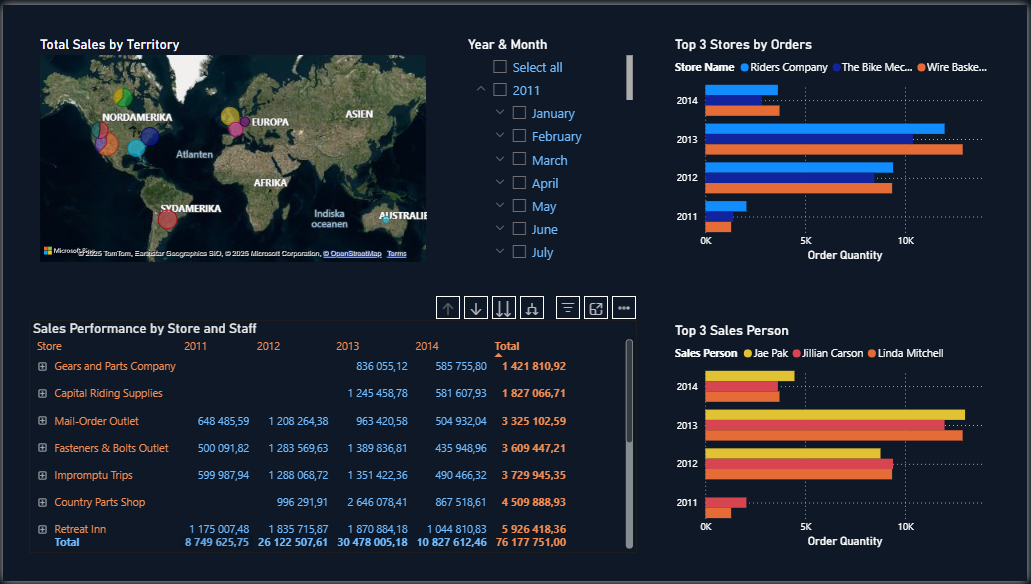 Total Sales by Territory
NORDAMERIKA
EUROPA
ASIEN
Atlanten
AFRIKA
SYDAMERIKA
Indiska
oceanen
AUSTRALIE
© 2025 TomTom, Earthstar Geographics SIO, © 2025 Microsoft Corporation, © OpenStreetMap Terms
Year & Month
Select all
2011
January
February
March
April
May
June
July
Top 3 Stores by Orders
Store Name Riders Company The Bike Mec... Wire Baske...
2014
2013
2012
2011
0K 5K 10K
Order Quantity
Sales Performance by Store and Staff
Store 2011 2012 2013 2014 Total
Gears and Parts Company 836 055,12 585 755,80 1 421 810,92
Capital Riding Supplies 1 245 458,78 581 607,93 1 827 066,71
Mail-Order Outlet 648 485,59 1 208 264,38 963 420,58 504 932,04 3 325 102,59
Fasteners & Bolts Outlet 500 091,82 1 283 569,63 1 389 836,81 435 948,96 3 609 447,21
Impromptu Trips 599 987,94 1 288 068,72 1 351 422,36 490 466,32 3 729 945,35
Country Parts Shop 996 291,91 2 646 078,41 867 518,61 4 509 888,93
Retreat Inn 1 175 007,48 1 835 715,87 1 870 884,18 1 044 810,83 5 926 418,36
Total 8 749 625,75 26 122 507,61 30 478 005,18 10 827 612,46 76 177 751,00
Top 3 Sales Person
Sales Person Jae Pak Jillian Carson Linda Mitchell
2014
2013
2012
2011
0K 5K 10K
Order Quantity